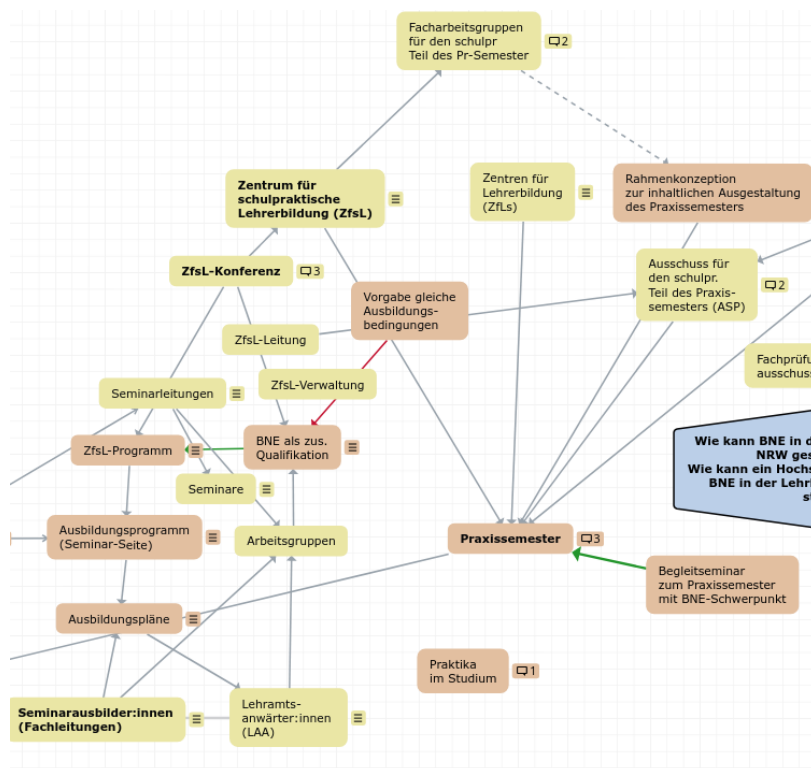 Facharbeitsgruppen
für den schulpr
Teil des Pr-Semester
2
Zentrum für
schulpraktische
Lehrerbildung (ZfsL)
Zentren für
Lehrerbildung
(ZfLs)
Rahmenkonzeption
zur inhaltlichen Ausgestaltung
des Praxissemesters
ZfsL-Konferenz
3
Ausschuss für
den schulpr.
Teil des Praxis-
semesters (ASP)
2
Vorgabe gleiche
Ausbildungs-
bedingungen
ZfsL-Leitung
Fachprüfu
ausschuss
ZfsL-Verwaltung
Seminarleitungen
BNE als zus.
Qualifikation
ZfsL-Programm
Wie kann BNE in d
NRW ges
Wie kann ein Hochs
BNE in der Lehr
st
Seminare
Ausbildungsprogramm
(Seminar-Seite)
Arbeitsgruppen
Praxissemester
3
Begleitseminar
zum Praxissemester
mit BNE-Schwerpunkt
Ausbildungspläne
Praktika
im Studium
1
Seminarausbilder:innen
(Fachleitungen)
Lehramts-
anwärter:innen
(LAA)